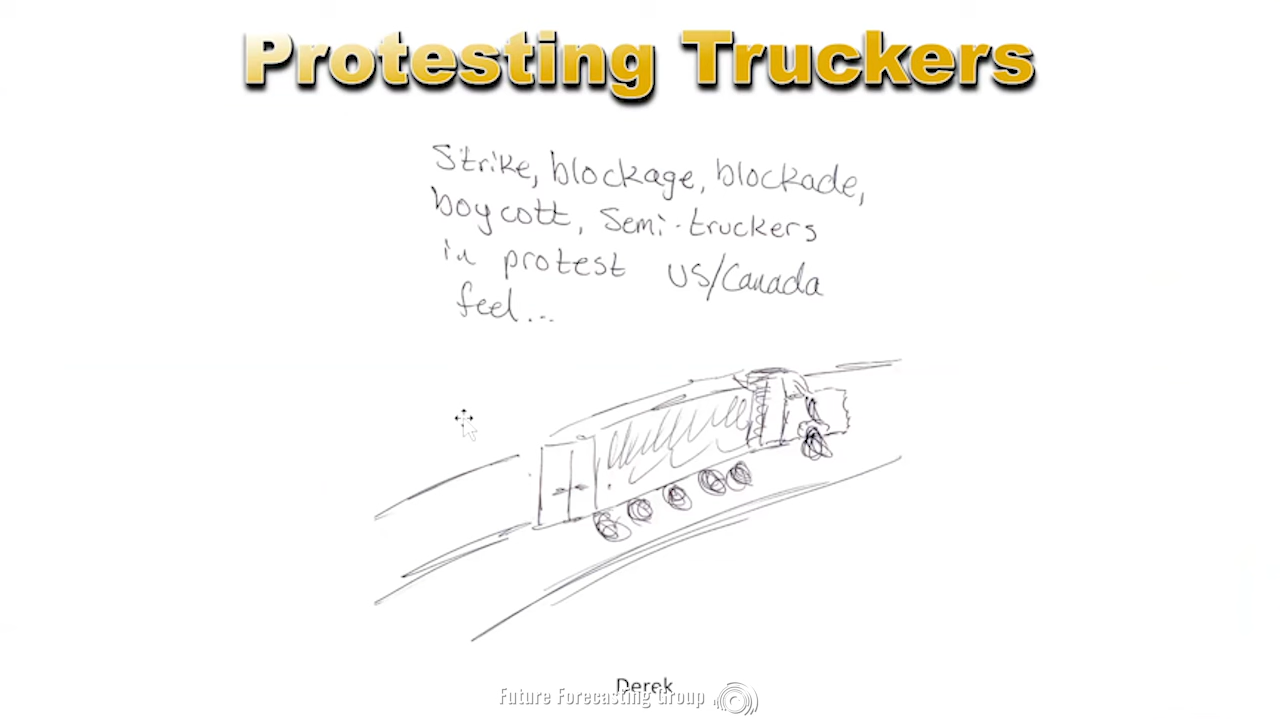 Protesting Truckers
Strike, blockage, blockade,
boycott, Semi-truckers
in protest US/Canada
feel...
Derek
Future Forecasting Group